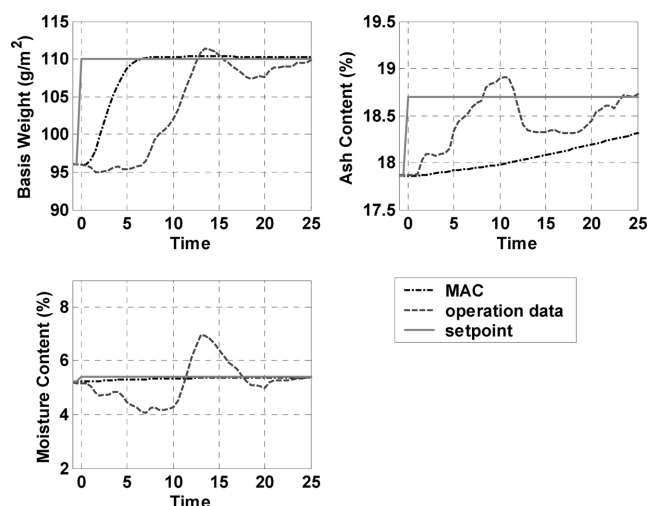 Basis Weight (g/m²)
115
110
105
100
95
90
0 5 10 15 20 25
Time
Ash Content (%)
19.5
19
18.5
18
17.5
0 5 10 15 20 25
Time
Moisture Content (%)
8
6
4
2
0 5 10 15 20 25
Time
MAC
operation data
setpoint